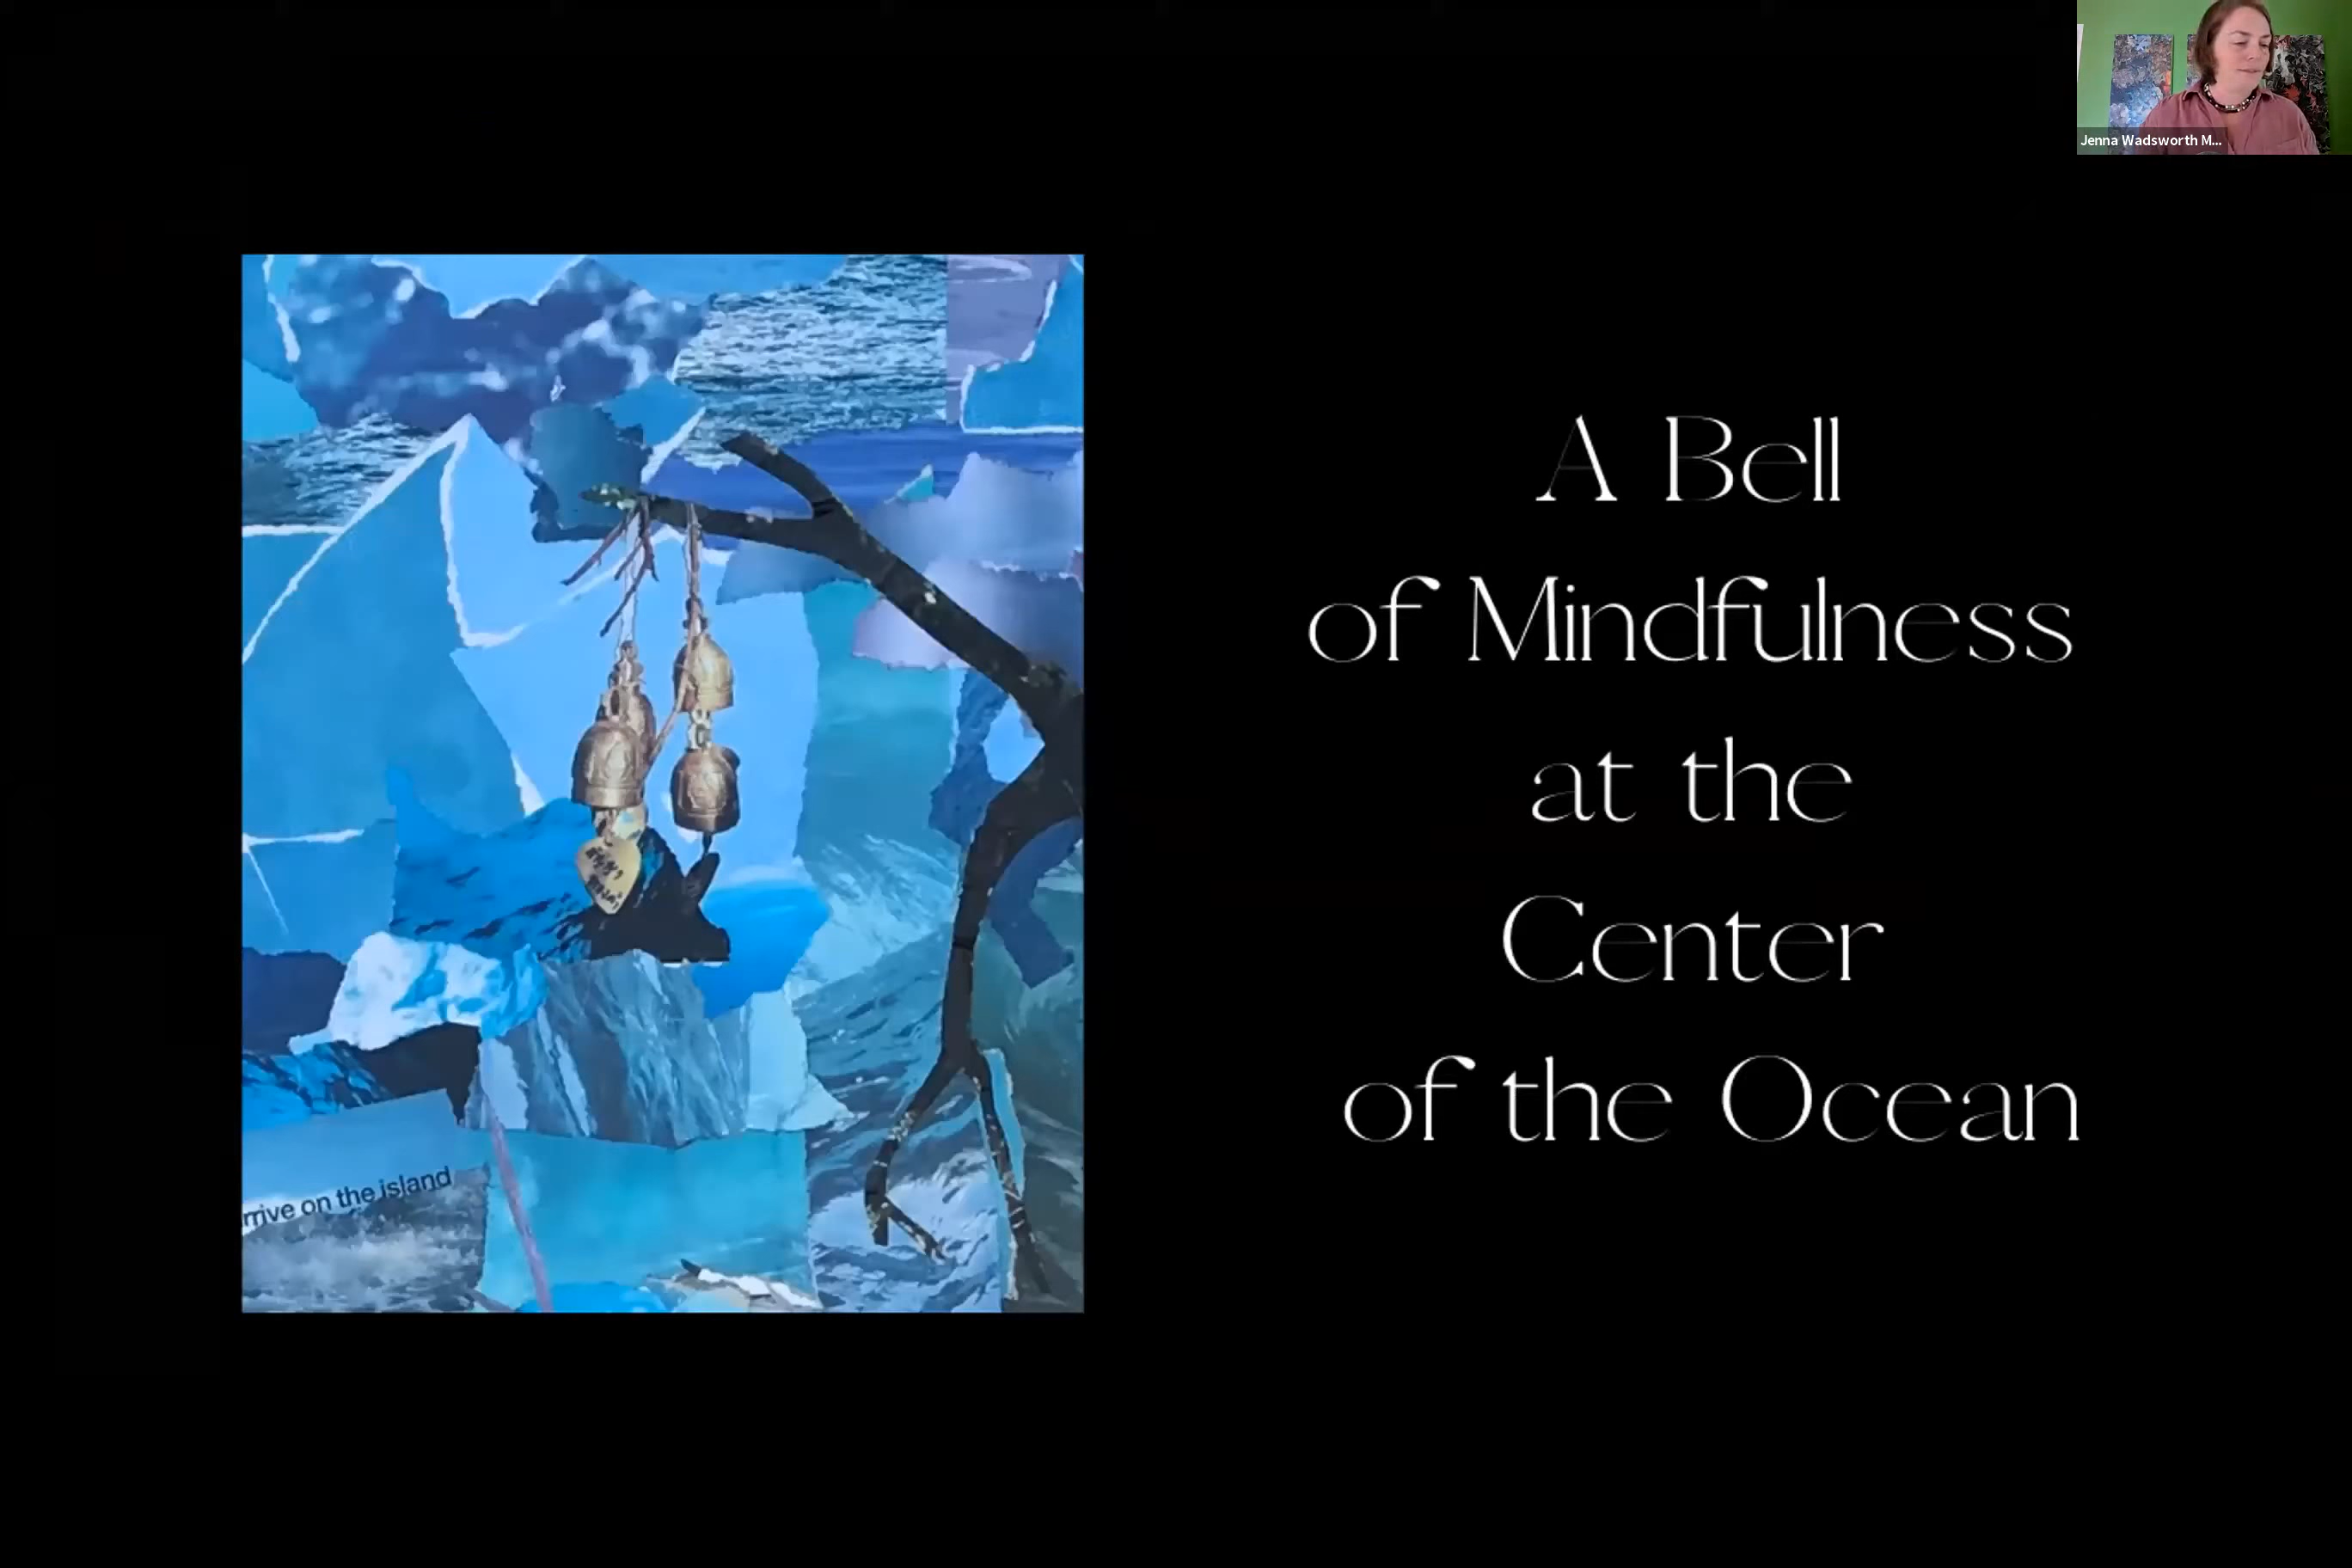 Jenna Wadsworth M...
A Bell
of Mindfulness
at the
Center
of the Ocean
rrive on the island